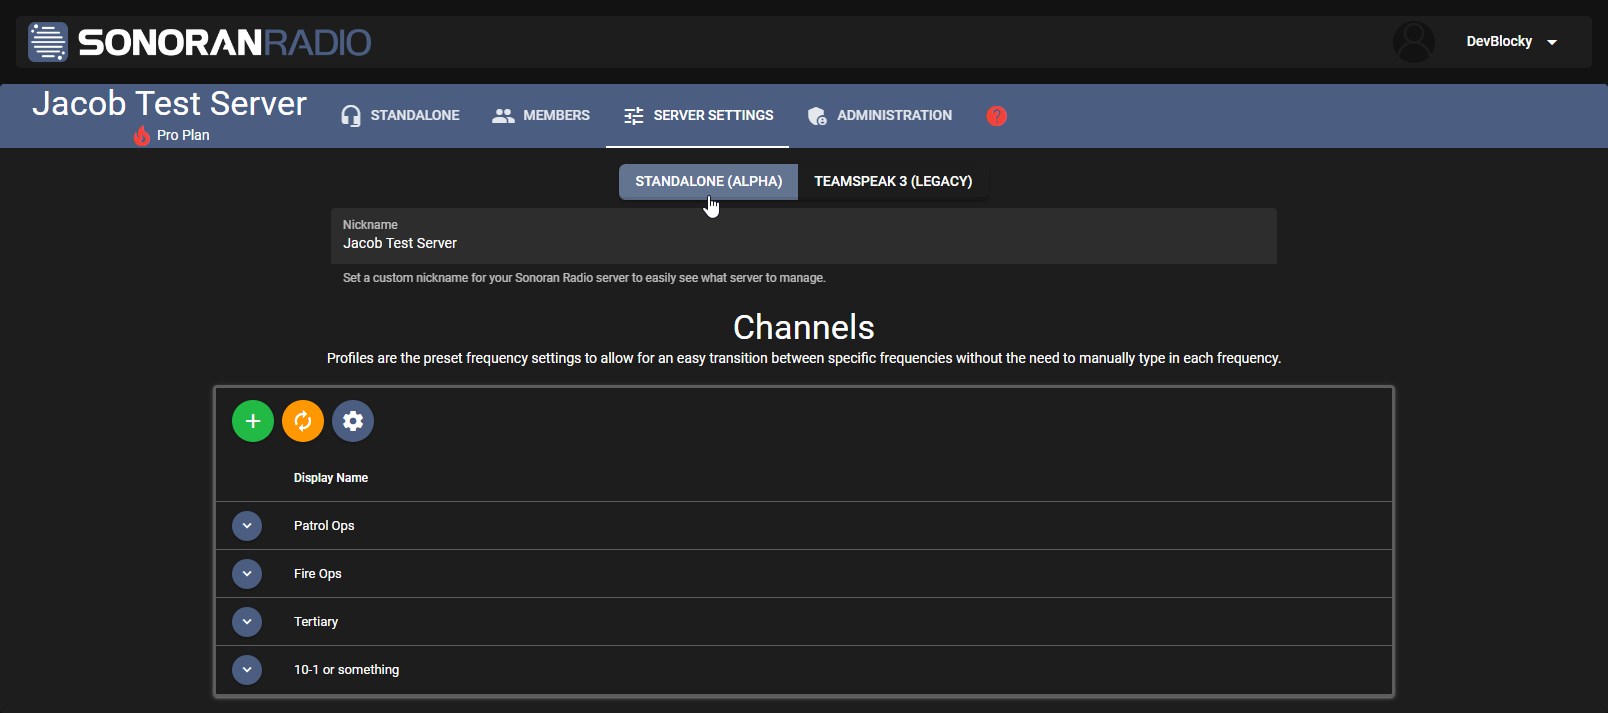 SONORANRADIO
DevBlocky
Jacob Test Server
Pro Plan
STANDALONE
MEMBERS
SERVER SETTINGS
ADMINISTRATION
?
STANDALONE (ALPHA)
TEAMSPEAK 3 (LEGACY)
Nickname
Jacob Test Server
Set a custom nickname for your Sonoran Radio server to easily see what server to manage.
Channels
Profiles are the preset frequency settings to allow for an easy transition between specific frequencies without the need to manually type in each frequency.
Display Name
Patrol Ops
Fire Ops
Tertiary
10-1 or something